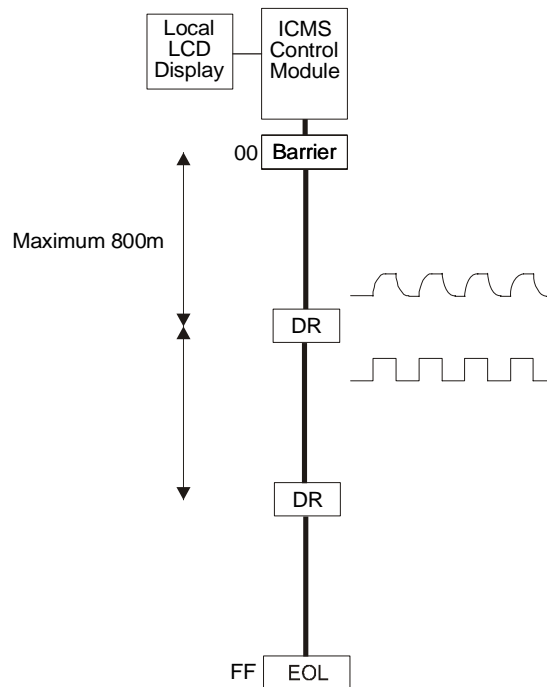 Local
LCD
Display
ICMS
Control
Module
00
Barrier
Maximum 800m
DR
DR
FF
EOL